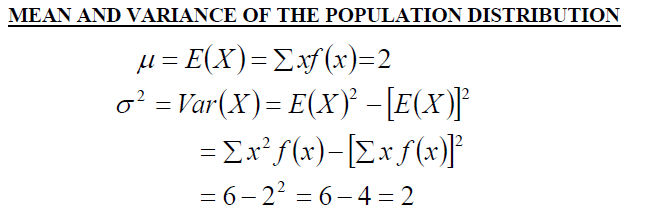 MEAN AND VARIANCE OF THE POPULATION DISTRIBUTION
μ = E(X) = Σxf(x)=2
σ² = Var(X) = E(X)² – [E(X)]²
= Σx² f(x) – [Σx f(x)]²
= 6 – 2² = 6 – 4 = 2